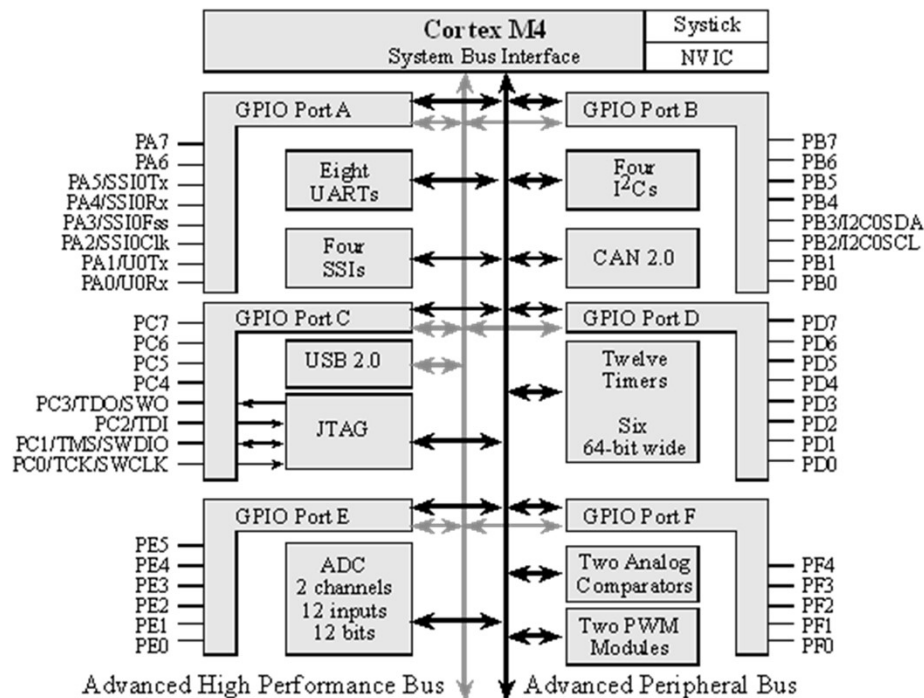 Cortex M4
System Bus Interface
Systick
NVIC
GPIO Port A
GPIO Port B
PA7
PA6
PA5/SSI0Tx
PA4/SSI0Rx
PA3/SSI0Fss
PA2/SSI0Clk
PA1/U0Tx
PA0/U0Rx
Eight
UARTs
Four
SSIs
Four
I²Cs
CAN 2.0
PB7
PB6
PB5
PB4
PB3/I2C0SDA
PB2/I2C0SCL
PB1
PB0
GPIO Port C
GPIO Port D
PC7
PC6
PC5
PC4
PC3/TDO/SWO
PC2/TDI
PC1/TMS/SWDIO
PC0/TCK/SWCLK
USB 2.0
JTAG
Twelve
Timers
Six
64-bit wide
PD7
PD6
PD5
PD4
PD3
PD2
PD1
PD0
GPIO Port E
GPIO Port F
PE5
PE4
PE3
PE2
PE1
PE0
ADC
2 channels
12 inputs
12 bits
Two Analog
Comparators
Two PWM
Modules
PF4
PF3
PF2
PF1
PF0
Advanced High Performance Bus
Advanced Peripheral Bus